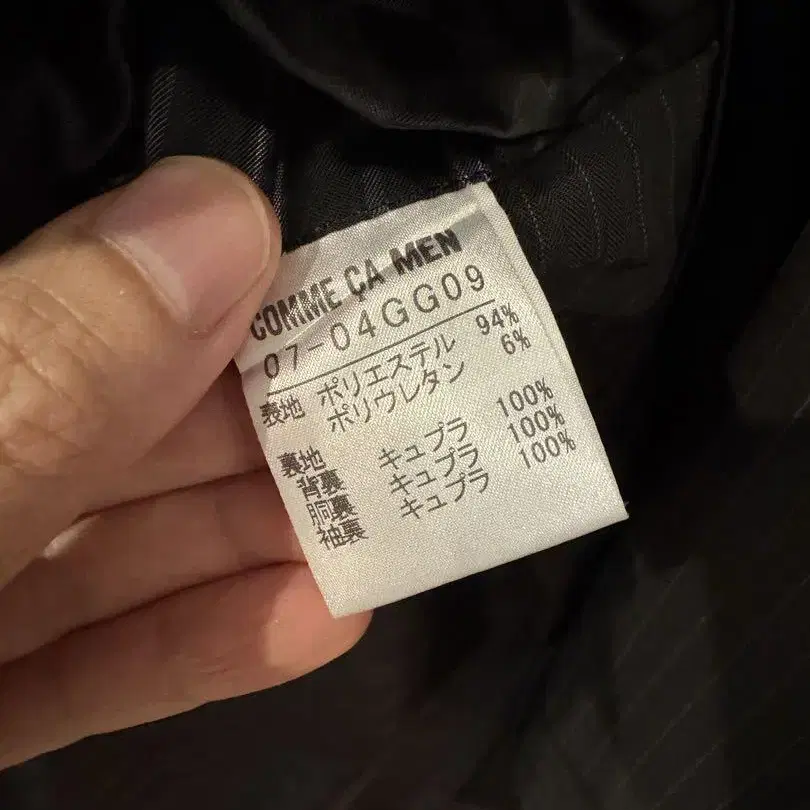 COMME ÇA MEN
07-04GG09
表地 ポリエステル 94%
ポリウレタン 6%
裏地
背裏 キュプラ 100%
胴裏 キュプラ 100%
袖裏 キュプラ 100%